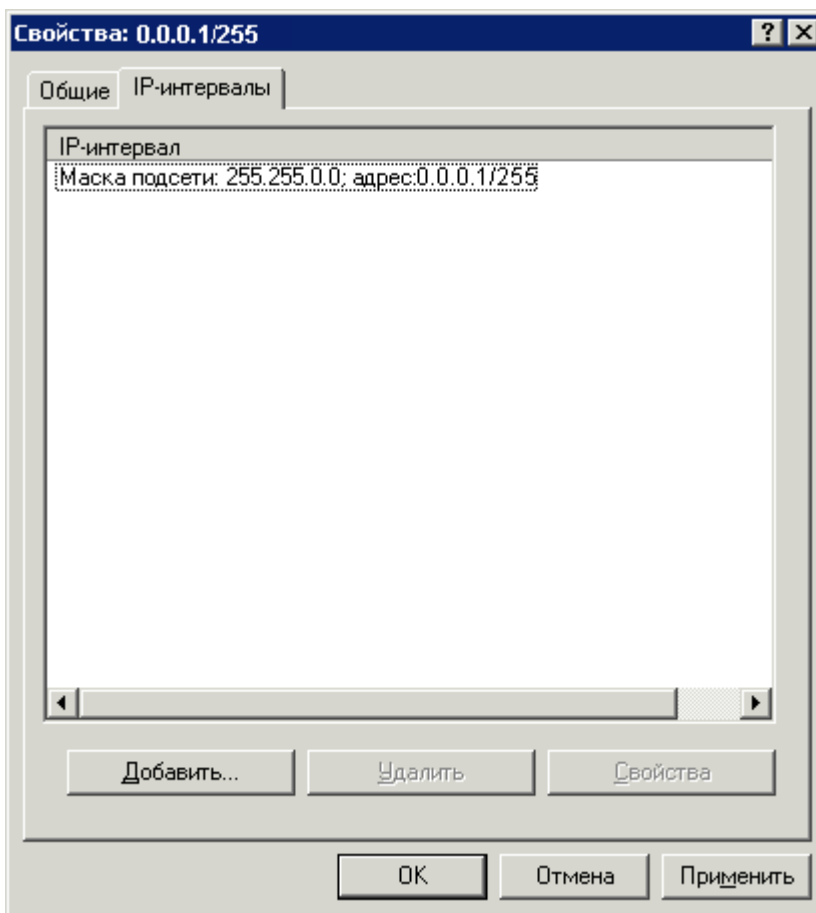 Свойства: 0.0.0.1/255
Общие
IP-интервалы
IP-интервал
Маска подсети: 255.255.0.0; адрес:0.0.0.1/255
Добавить...
Удалить
Свойства
OK
Отмена
Применить